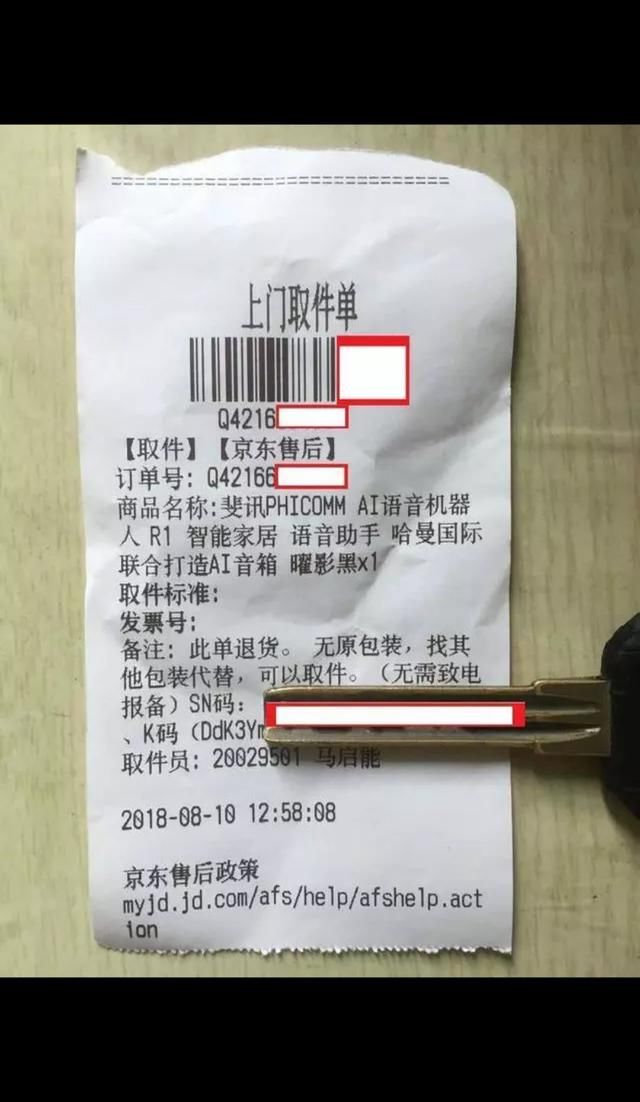 ==========================================
上门取件单
Q4216
【取件】【京东售后】
订单号: Q42166
商品名称:斐讯PHICOMM AI语音机器
人 R1 智能家居 语音助手 哈曼国际
联合打造AI音箱 曜影黑x1
取件标准:
发票号:
备注: 此单退货。 无原包装，找其
他包装代替，可以取件。（无需致电
报备）SN码:
、K码（DdK3Ym
取件员: 20029501 马启能
2018-08-10 12:58:08
京东售后政策
myjd.jd.com/afs/help/afshelp.act
ion